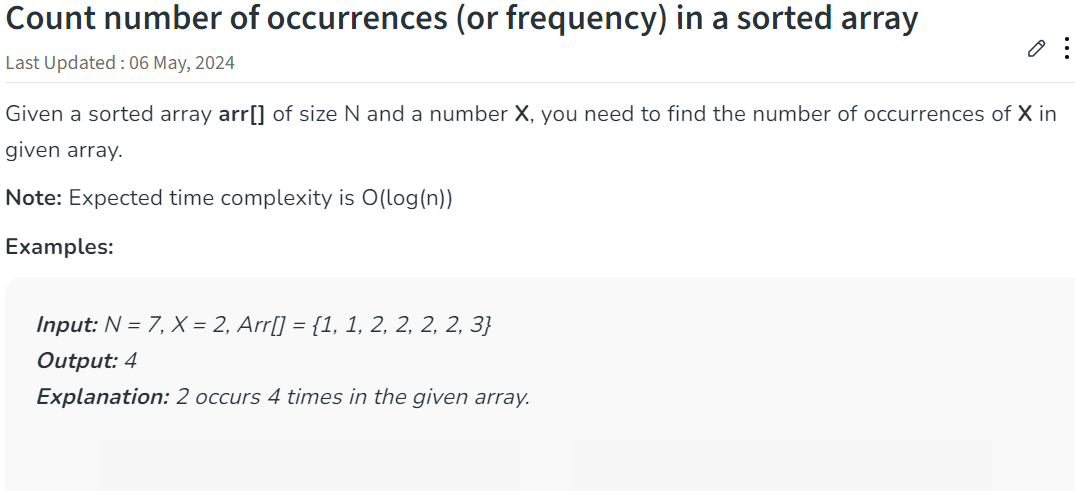 Count number of occurrences (or frequency) in a sorted array
Last Updated : 06 May, 2024
Given a sorted array arr[] of size N and a number X, you need to find the number of occurrences of X in
given array.
Note: Expected time complexity is O(log(n))
Examples:
Input: N = 7, X = 2, Arr[] = {1, 1, 2, 2, 2, 2, 3}
Output: 4
Explanation: 2 occurs 4 times in the given array.